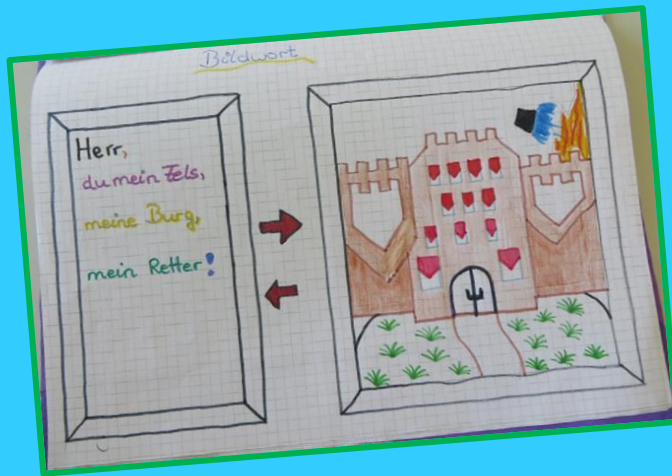 Bildwort
Herr,
du mein Fels,
meine Burg,
mein Retter!